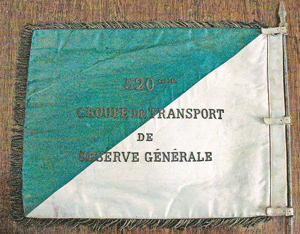 520ème
GROUPE DE TRANSPORT
DE
RÉSERVE GÉNÉRALE